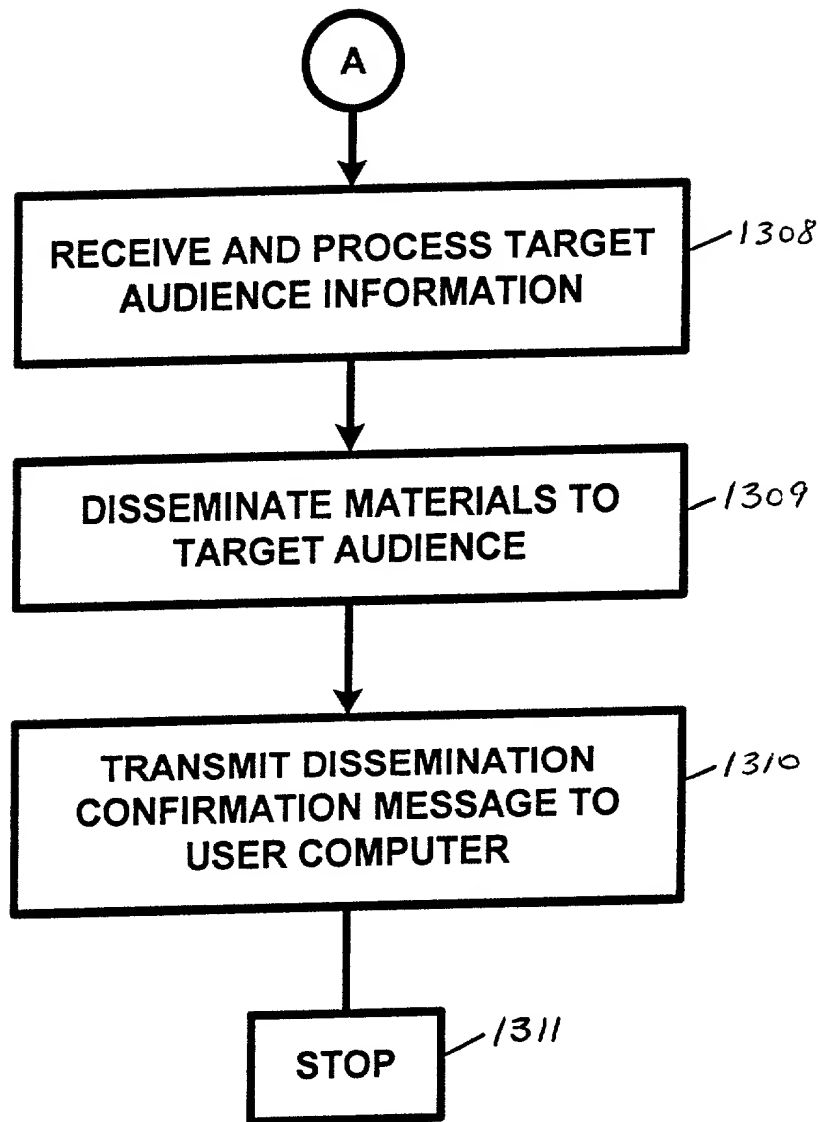 A
RECEIVE AND PROCESS TARGET
AUDIENCE INFORMATION
1308
DISSEMINATE MATERIALS TO
TARGET AUDIENCE
1309
TRANSMIT DISSEMINATION
CONFIRMATION MESSAGE TO
USER COMPUTER
1310
STOP
1311